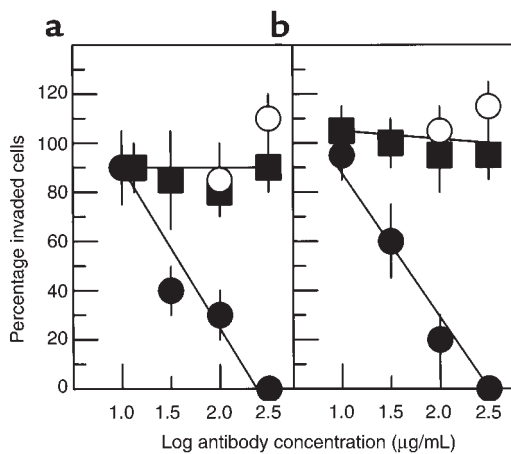 a
b
Percentage invaded cells
120
100
80
60
40
20
0
1.0 1.5 2.0 2.5 1.0 1.5 2.0 2.5
Log antibody concentration (µg/mL)